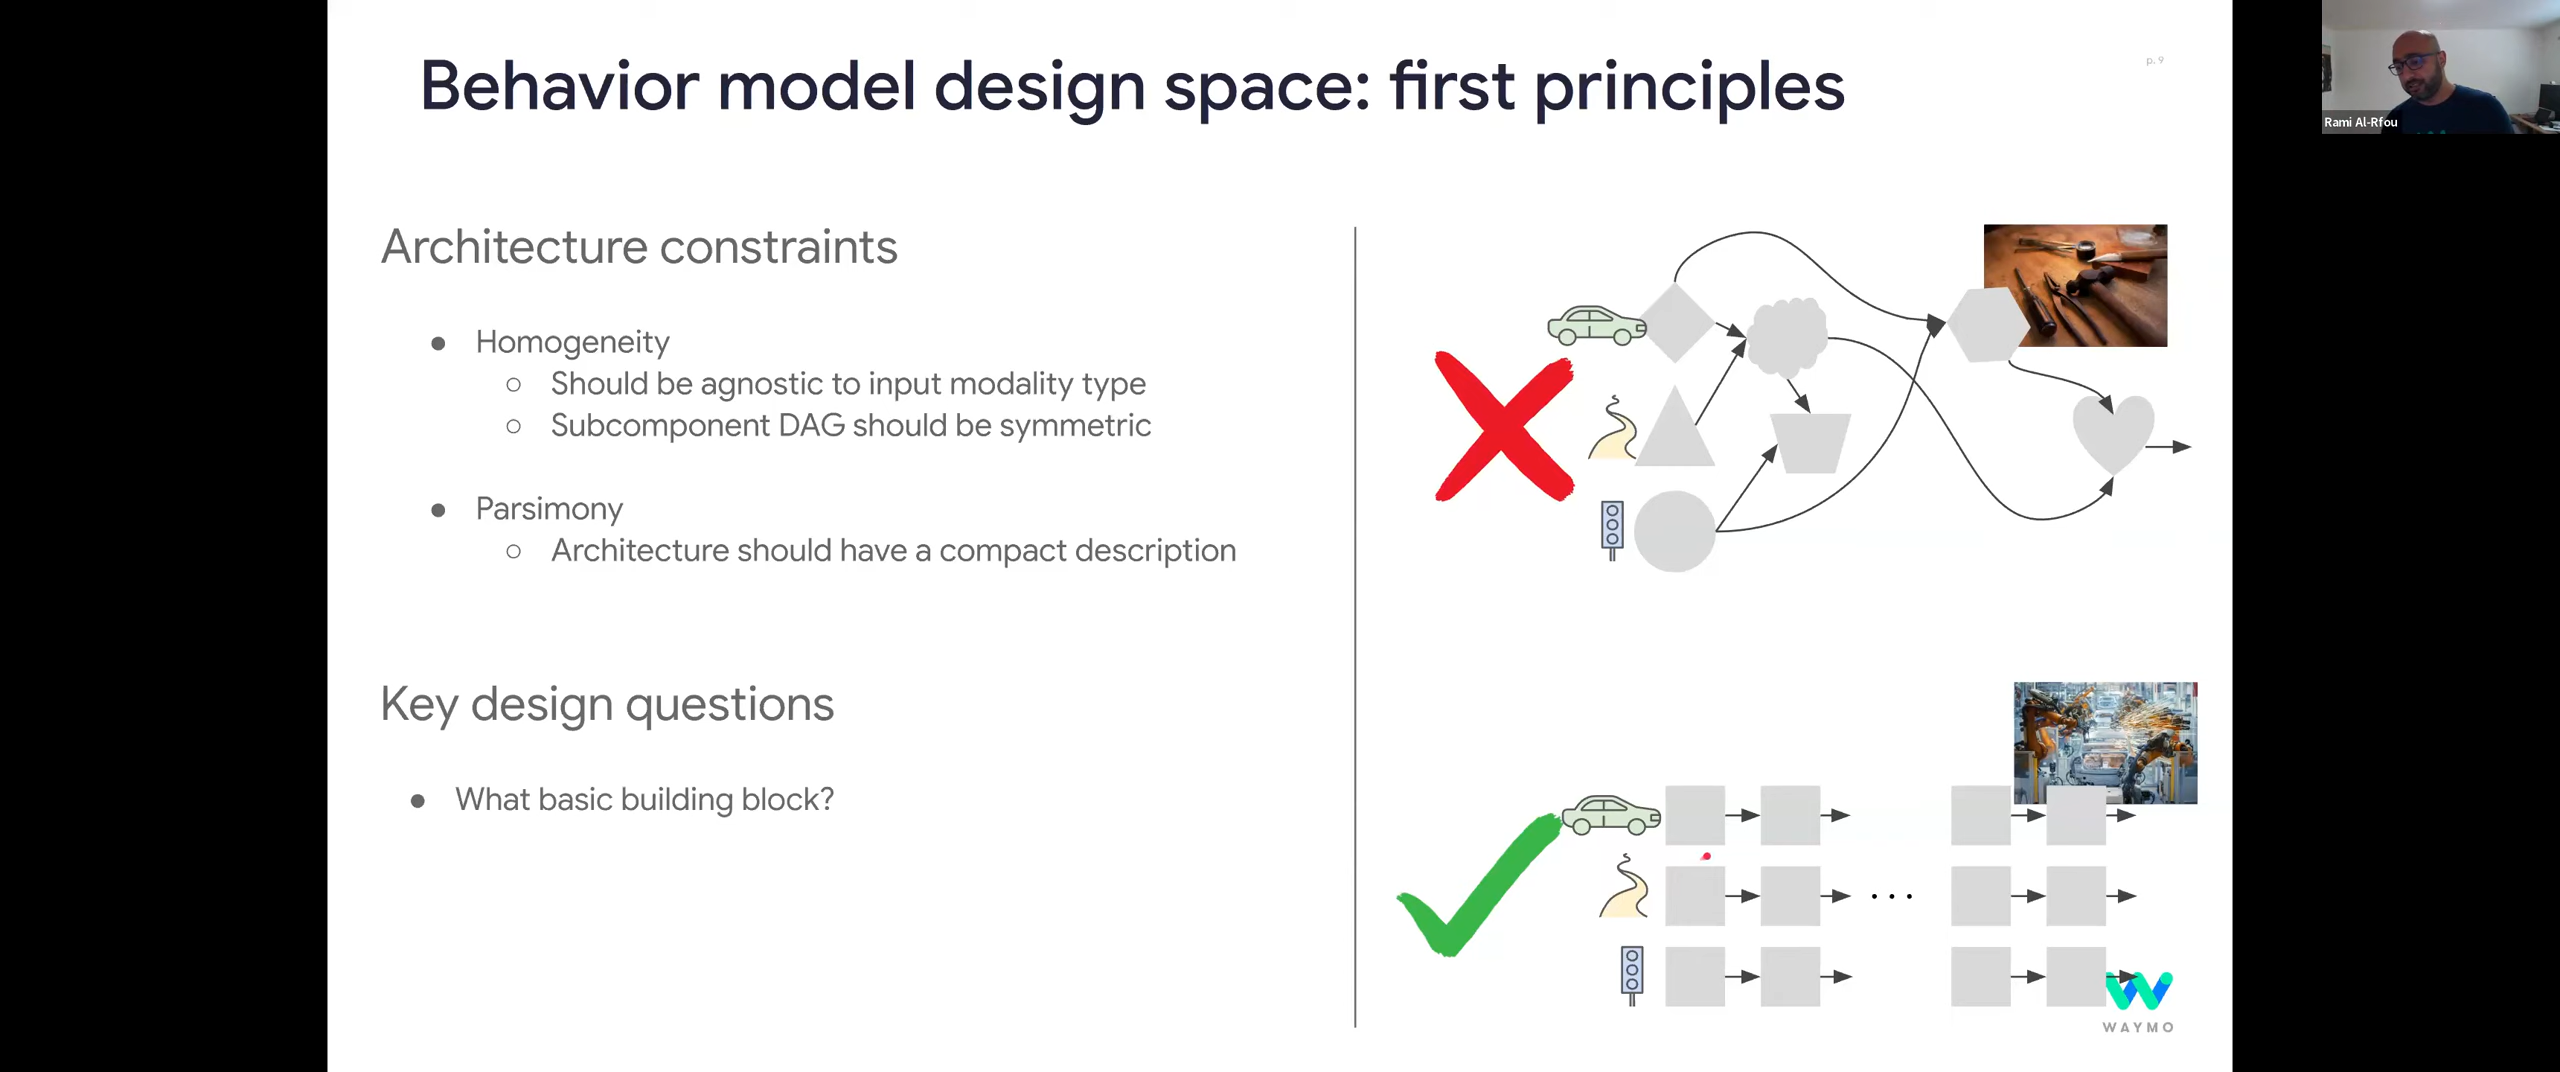 Behavior model design space: first principles
p. 9
Rami Al-Rfou
Architecture constraints
● Homogeneity
○ Should be agnostic to input modality type
○ Subcomponent DAG should be symmetric
● Parsimony
○ Architecture should have a compact description
Key design questions
● What basic building block?
...
WAYMO